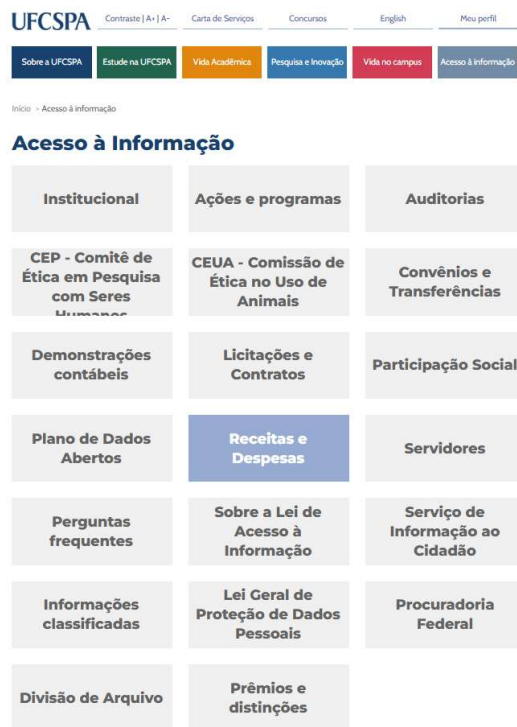 UFCSPA Contraste | A+ | A- Carta de Serviços Concursos English Meu perfil
Sobre a UFCSPA Estude na UFCSPA Vida Acadêmica Pesquisa e Inovação Vida no campus Acesso à informação
Início > Acesso à informação
Acesso à Informação
Institucional
Ações e programas
Auditorias
CEP - Comitê de
Ética em Pesquisa
com Seres
Humanos
CEUA - Comissão de
Ética no Uso de
Animais
Convênios e
Transferências
Demonstrações
contábeis
Licitações e
Contratos
Participação Social
Plano de Dados
Abertos
Receitas e
Despesas
Servidores
Perguntas
frequentes
Sobre a Lei de
Acesso à
Informação
Serviço de
Informação ao
Cidadão
Informações
classificadas
Lei Geral de
Proteção de Dados
Pessoais
Procuradoria
Federal
Divisão de Arquivo
Prêmios e
distinções